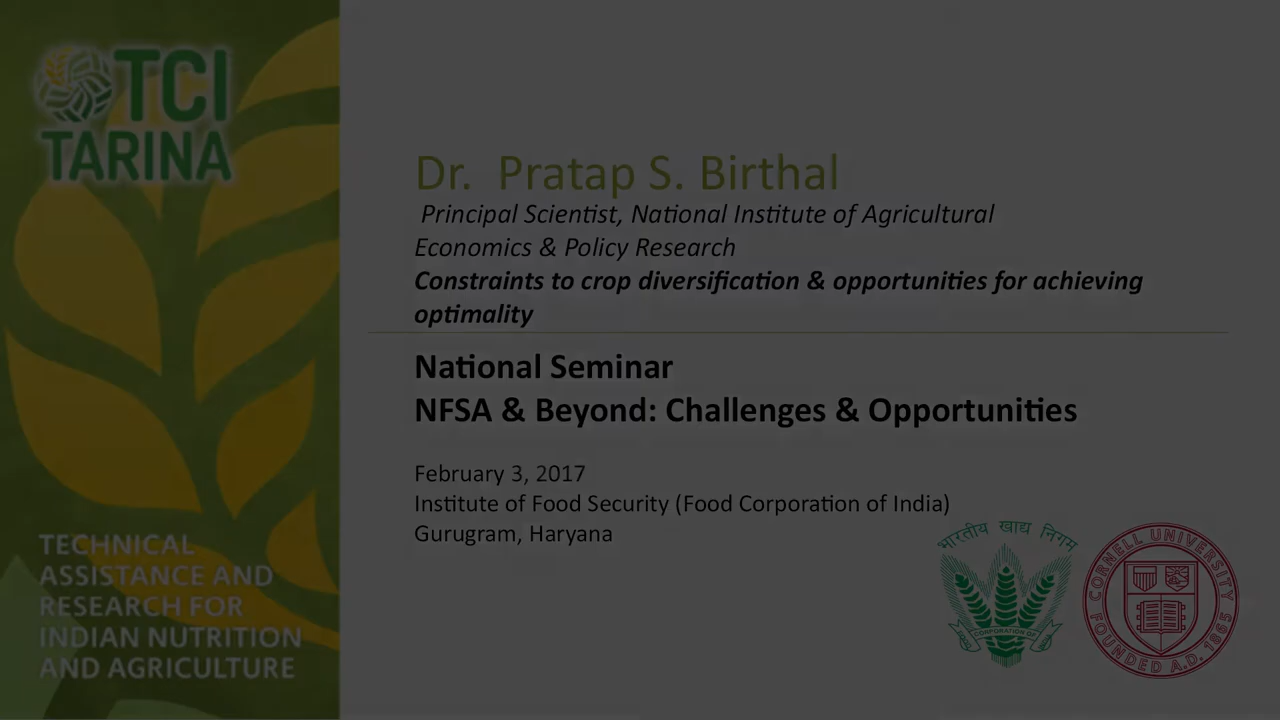 TCI
TARINA
TECHNICAL
ASSISTANCE AND
RESEARCH FOR
INDIAN NUTRITION
AND AGRICULTURE
Dr. Pratap S. Birthal
Principal Scientist, National Institute of Agricultural
Economics & Policy Research
Constraints to crop diversification & opportunities for achieving
optimality
National Seminar
NFSA & Beyond: Challenges & Opportunities
February 3, 2017
Institute of Food Security (Food Corporation of India)
Gurugram, Haryana
भारतीय खाद्य निगम
CORPORATION OF
CORNELL UNIVERSITY
FOUNDED A.D. 1865